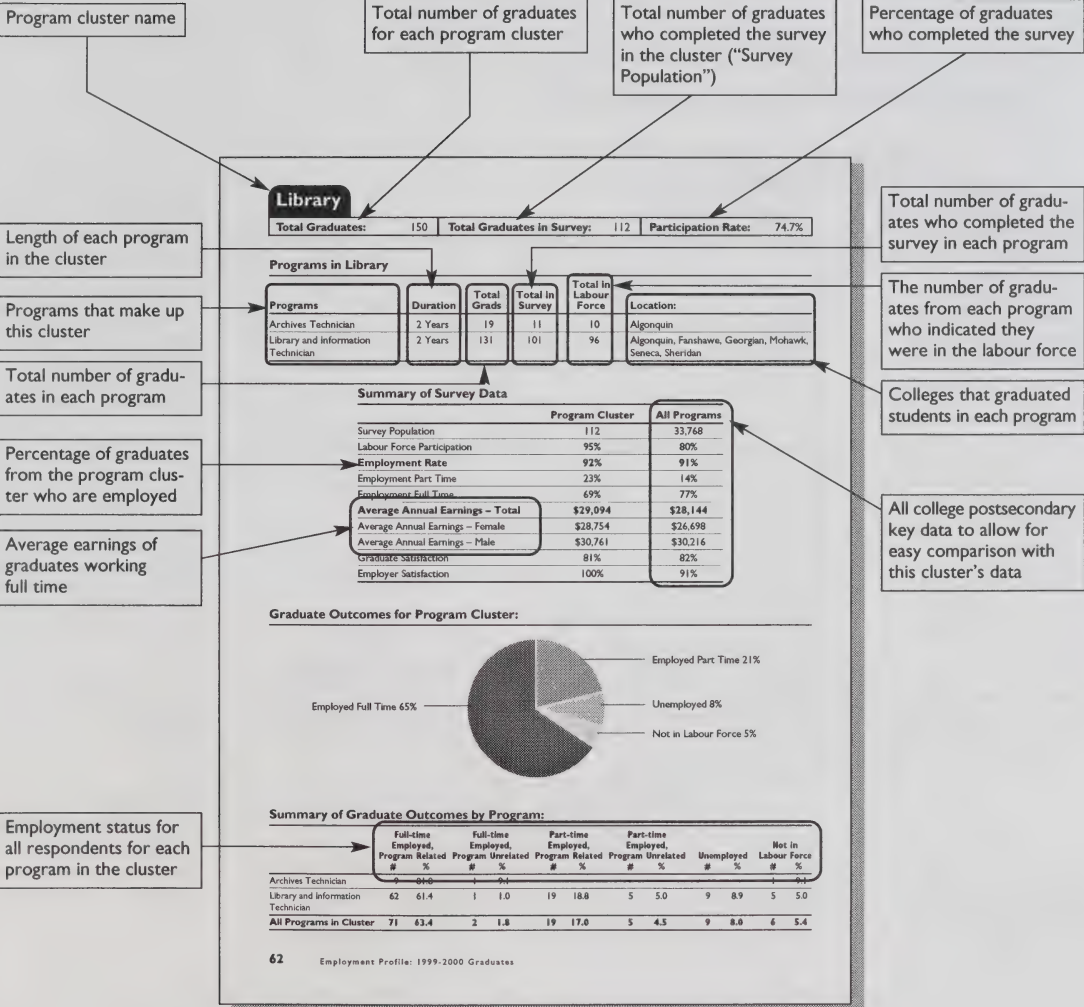 Program cluster name
Total number of graduates
for each program cluster
Total number of graduates
who completed the survey
in the cluster ("Survey
Population")
Percentage of graduates
who completed the survey
Length of each program
in the cluster
Programs that make up
this cluster
Total number of gradu-
ates in each program
Percentage of graduates
from the program clus-
ter who are employed
Average earnings of
graduates working
full time
Employment status for
all respondents for each
program in the cluster
Library
Total Graduates: 150 Total Graduates in Survey: 112 Participation Rate: 74.7%
Programs in Library
Programs Duration Total Grads Total in Survey Total in Labour Force Location:
Archives Technician 2 Years 19 11 10 Algonquin
Library and Information Technician 2 Years 131 101 96 Algonquin, Fanshawe, Georgian, Mohawk,
Seneca, Sheridan
Summary of Survey Data
Program Cluster All Programs
Survey Population 112 33,768
Labour Force Participation 95% 80%
Employment Rate 92% 91%
Employment Part Time 23% 14%
Employment Full Time 69% 77%
Average Annual Earnings – Total $29,094 $28,144
Average Annual Earnings – Female $28,754 $26,698
Average Annual Earnings – Male $30,761 $30,216
Graduate Satisfaction 81% 82%
Employer Satisfaction 100% 91%
Graduate Outcomes for Program Cluster:
Employed Part Time 21%
Employed Full Time 65%
Unemployed 8%
Not in Labour Force 5%
Summary of Graduate Outcomes by Program:
Full-time Full-time Part-time Part-time
Employed, Employed, Employed, Employed, Not in
Program Related Program Unrelated Program Related Program Unrelated Unemployed Labour Force
# % # % # % # % # % # %
Archives Technician 9 81.8 1 9.1 1 9.1
Library and Information 62 61.4 1 1.0 19 18.8 5 5.0 9 8.9 5 5.0
Technician
All Programs in Cluster 71 63.4 2 1.8 19 17.0 5 4.5 9 8.0 6 5.4
62 Employment Profile: 1999-2000 Graduates
Total number of gradu-
ates who completed the
survey in each program
The number of gradu-
ates from each program
who indicated they
were in the labour force
Colleges that graduated
students in each program
All college postsecondary
key data to allow for
easy comparison with
this cluster's data